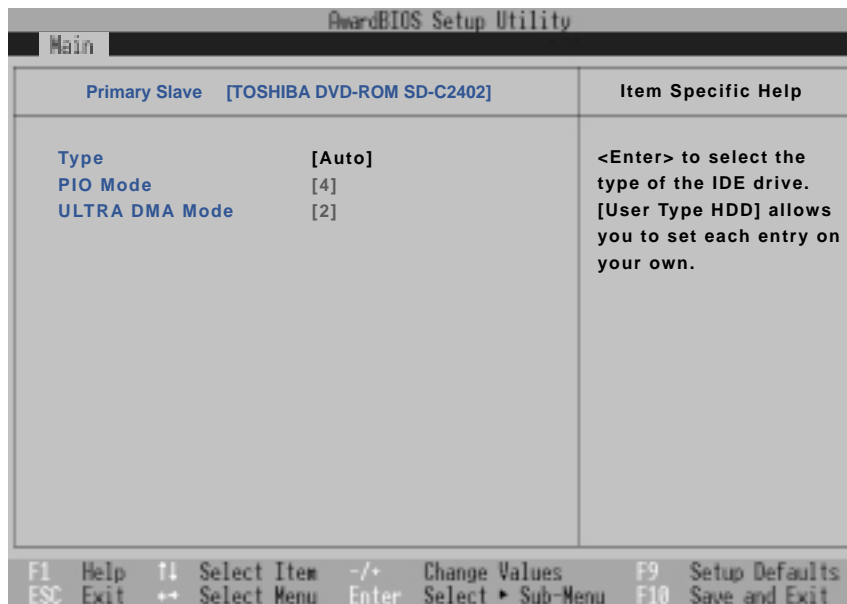 AwardBIOS Setup Utility
Main
Primary Slave [TOSHIBA DVD-ROM SD-C2402]
Item Specific Help
Type [Auto]
PIO Mode [4]
ULTRA DMA Mode [2]
<Enter> to select the
type of the IDE drive.
[User Type HDD] allows
you to set each entry on
your own.
F1 Help ↑↓ Select Item -/+ Change Values F9 Setup Defaults
ESC Exit ←→ Select Menu Enter Select ▸ Sub-Menu F10 Save and Exit